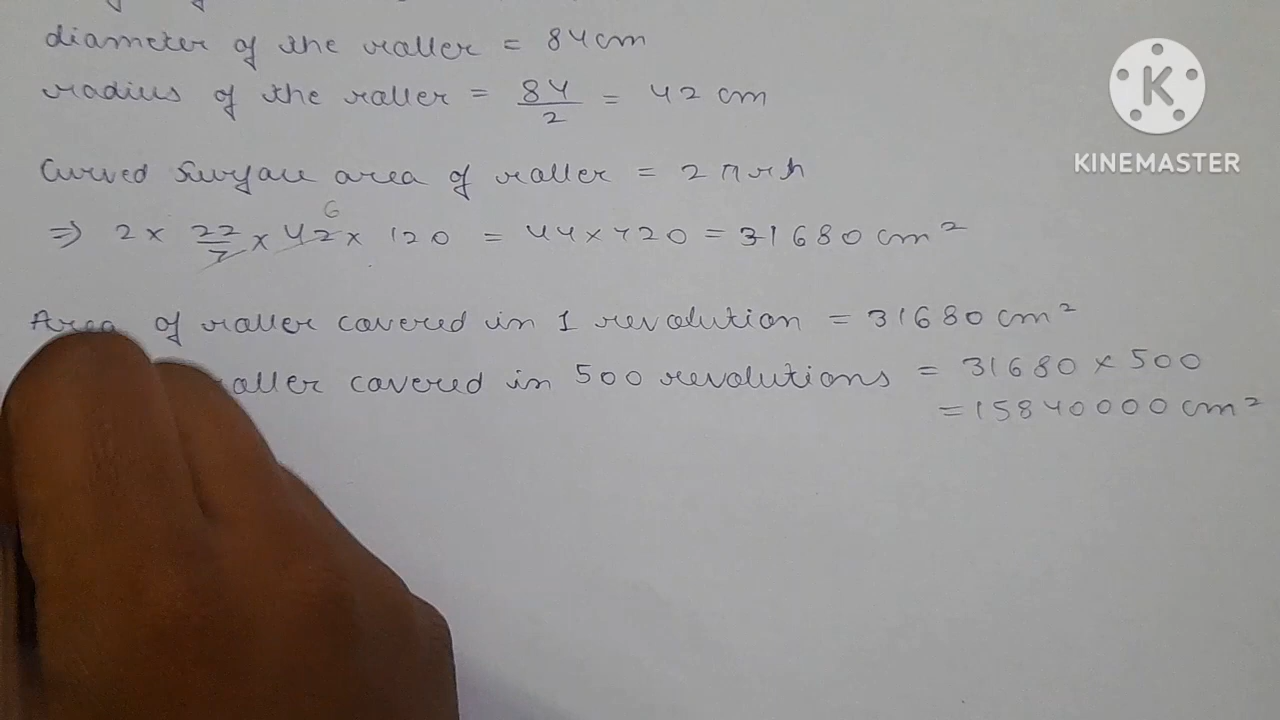 diameter of the roller = 84 cm
radius of the roller = 84/2 = 42 cm
Curved Surface area of roller = 2πrh
⇒ 2 × 22/7 × 42 6 × 120 = 44 × 720 = 31680 cm²
Area of roller covered in 1 revolution = 31680 cm²
oller covered in 500 revolutions = 31680 × 500
= 15840000 cm²
K
KINEMASTER